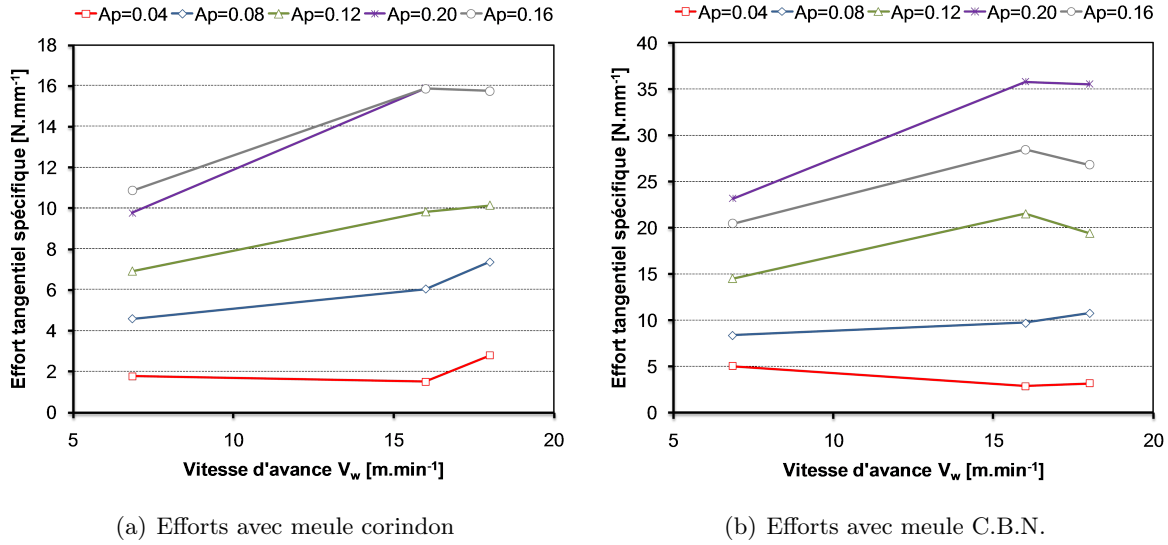 Ap=0.04 Ap=0.08 Ap=0.12 Ap=0.20 Ap=0.16
Effort tangentiel spécifique [N.mm-1]
18
16
14
12
10
8
6
4
2
0
5 10 15 20
Vitesse d'avance Vw [m.min-1]
(a) Efforts avec meule corindon
Ap=0.04 Ap=0.08 Ap=0.12 Ap=0.20 Ap=0.16
Effort tangentiel spécifique [N.mm-1]
40
35
30
25
20
15
10
5
0
5 10 15 20
Vitesse d'avance Vw [m.min-1]
(b) Efforts avec meule C.B.N.